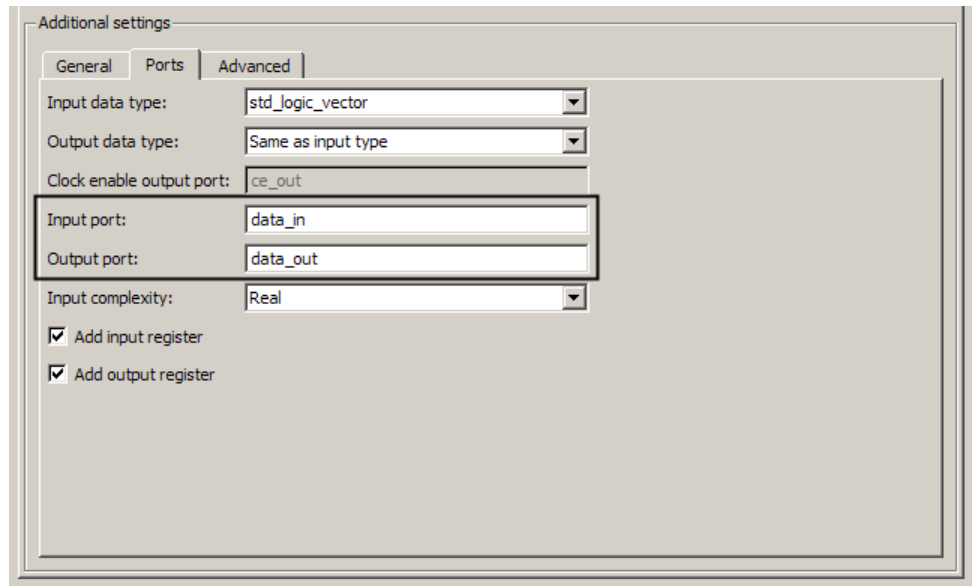 Additional settings
General Ports Advanced
Input data type: std_logic_vector
Output data type: Same as input type
Clock enable output port: ce_out
Input port: data_in
Output port: data_out
Input complexity: Real
Add input register
Add output register